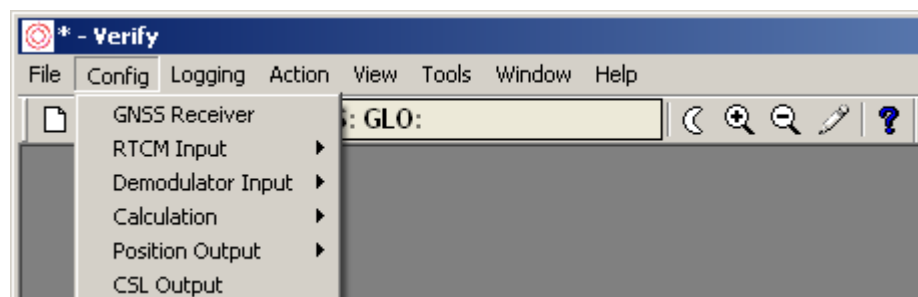 * - Verify
File Config Logging Action View Tools Window Help
GLO:
GNSS Receiver
RTCM Input
Demodulator Input
Calculation
Position Output
CSL Output